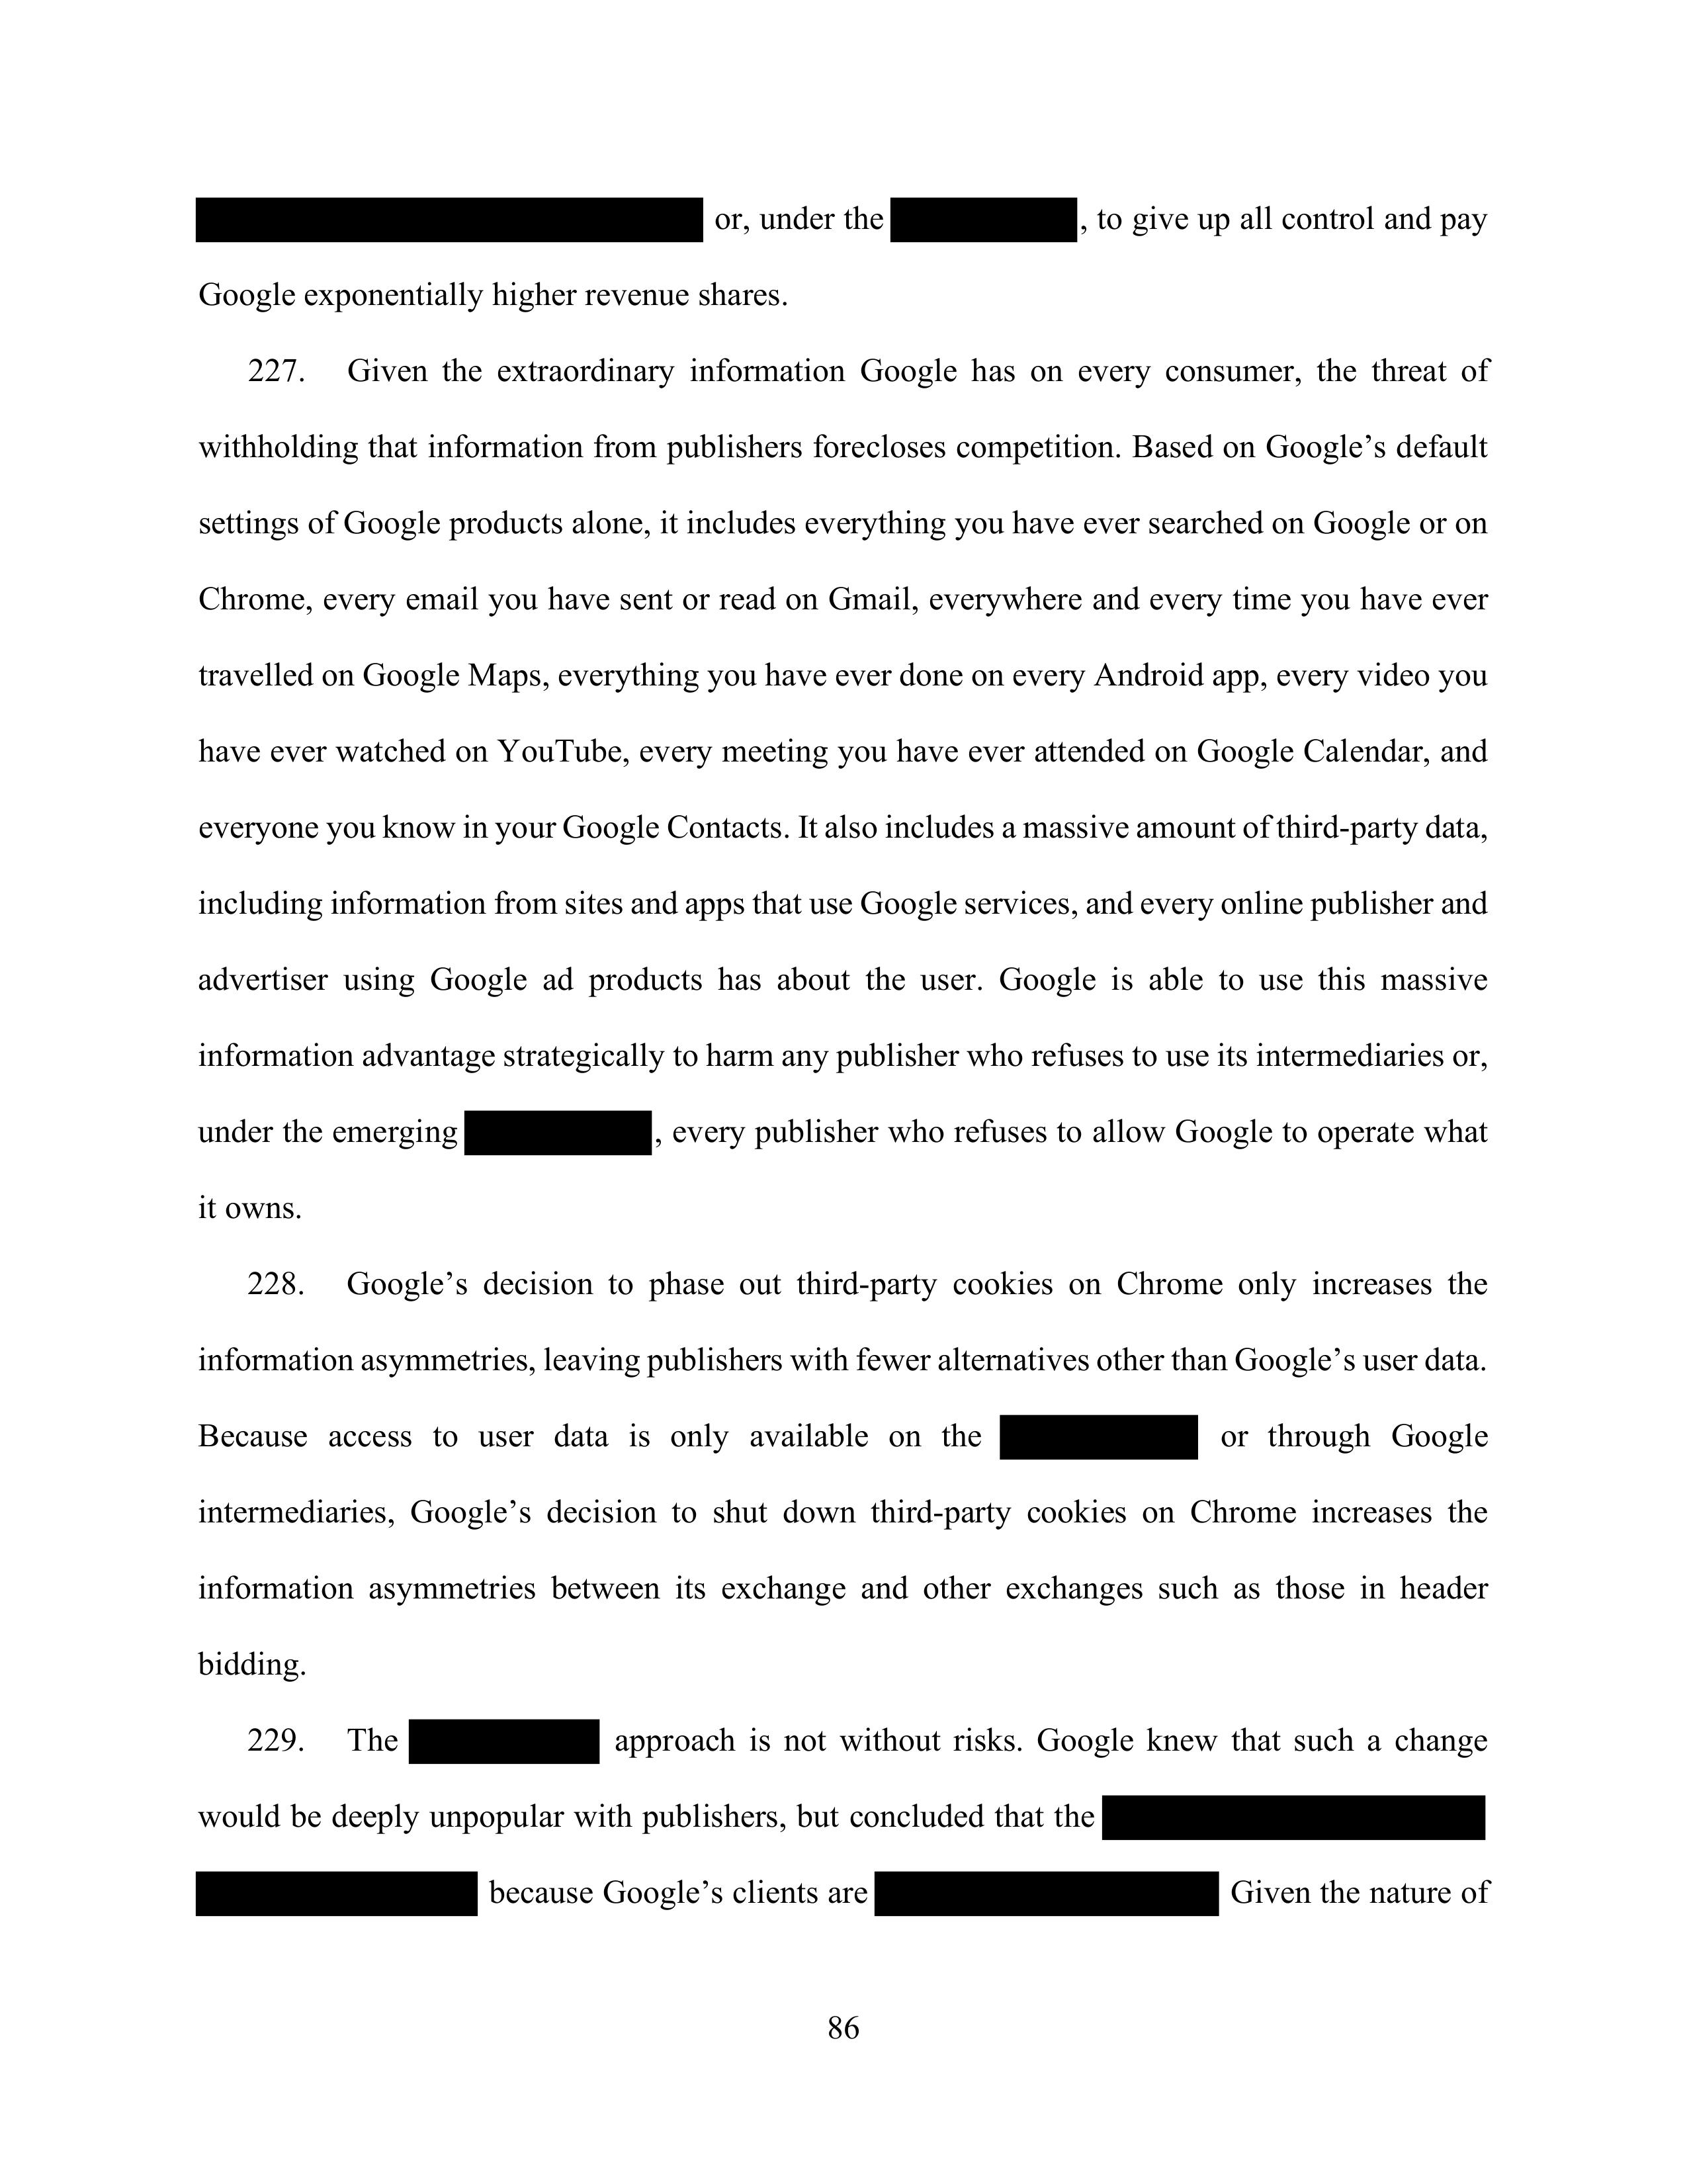 or, under the , to give up all control and pay
Google exponentially higher revenue shares.
227. Given the extraordinary information Google has on every consumer, the threat of
withholding that information from publishers forecloses competition. Based on Google’s default
settings of Google products alone, it includes everything you have ever searched on Google or on
Chrome, every email you have sent or read on Gmail, everywhere and every time you have ever
travelled on Google Maps, everything you have ever done on every Android app, every video you
have ever watched on YouTube, every meeting you have ever attended on Google Calendar, and
everyone you know in your Google Contacts. It also includes a massive amount of third-party data,
including information from sites and apps that use Google services, and every online publisher and
advertiser using Google ad products has about the user. Google is able to use this massive
information advantage strategically to harm any publisher who refuses to use its intermediaries or,
under the emerging , every publisher who refuses to allow Google to operate what
it owns.
228. Google’s decision to phase out third-party cookies on Chrome only increases the
information asymmetries, leaving publishers with fewer alternatives other than Google’s user data.
Because access to user data is only available on the or through Google
intermediaries, Google’s decision to shut down third-party cookies on Chrome increases the
information asymmetries between its exchange and other exchanges such as those in header
bidding.
229. The approach is not without risks. Google knew that such a change
would be deeply unpopular with publishers, but concluded that the
because Google’s clients are Given the nature of
86